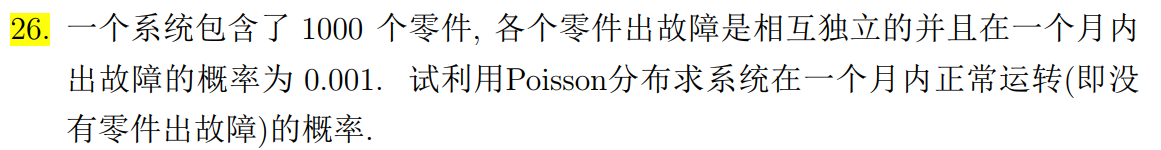 26. 一个系统包含了 1000 个零件, 各个零件出故障是相互独立的并且在一个月内
出故障的概率为 0.001. 试利用Poisson分布求系统在一个月内正常运转(即没
有零件出故障)的概率.